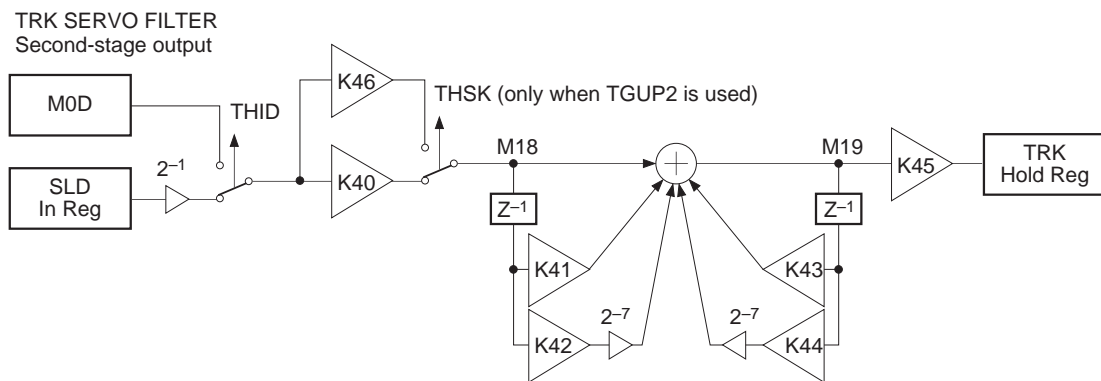 TRK SERVO FILTER
Second-stage output
M0D
SLD
In Reg
2–1
THID
K46
K40
THSK (only when TGUP2 is used)
M18
Z–1
K41
K42
2–7
M19
Z–1
K43
K44
2–7
K45
TRK
Hold Reg